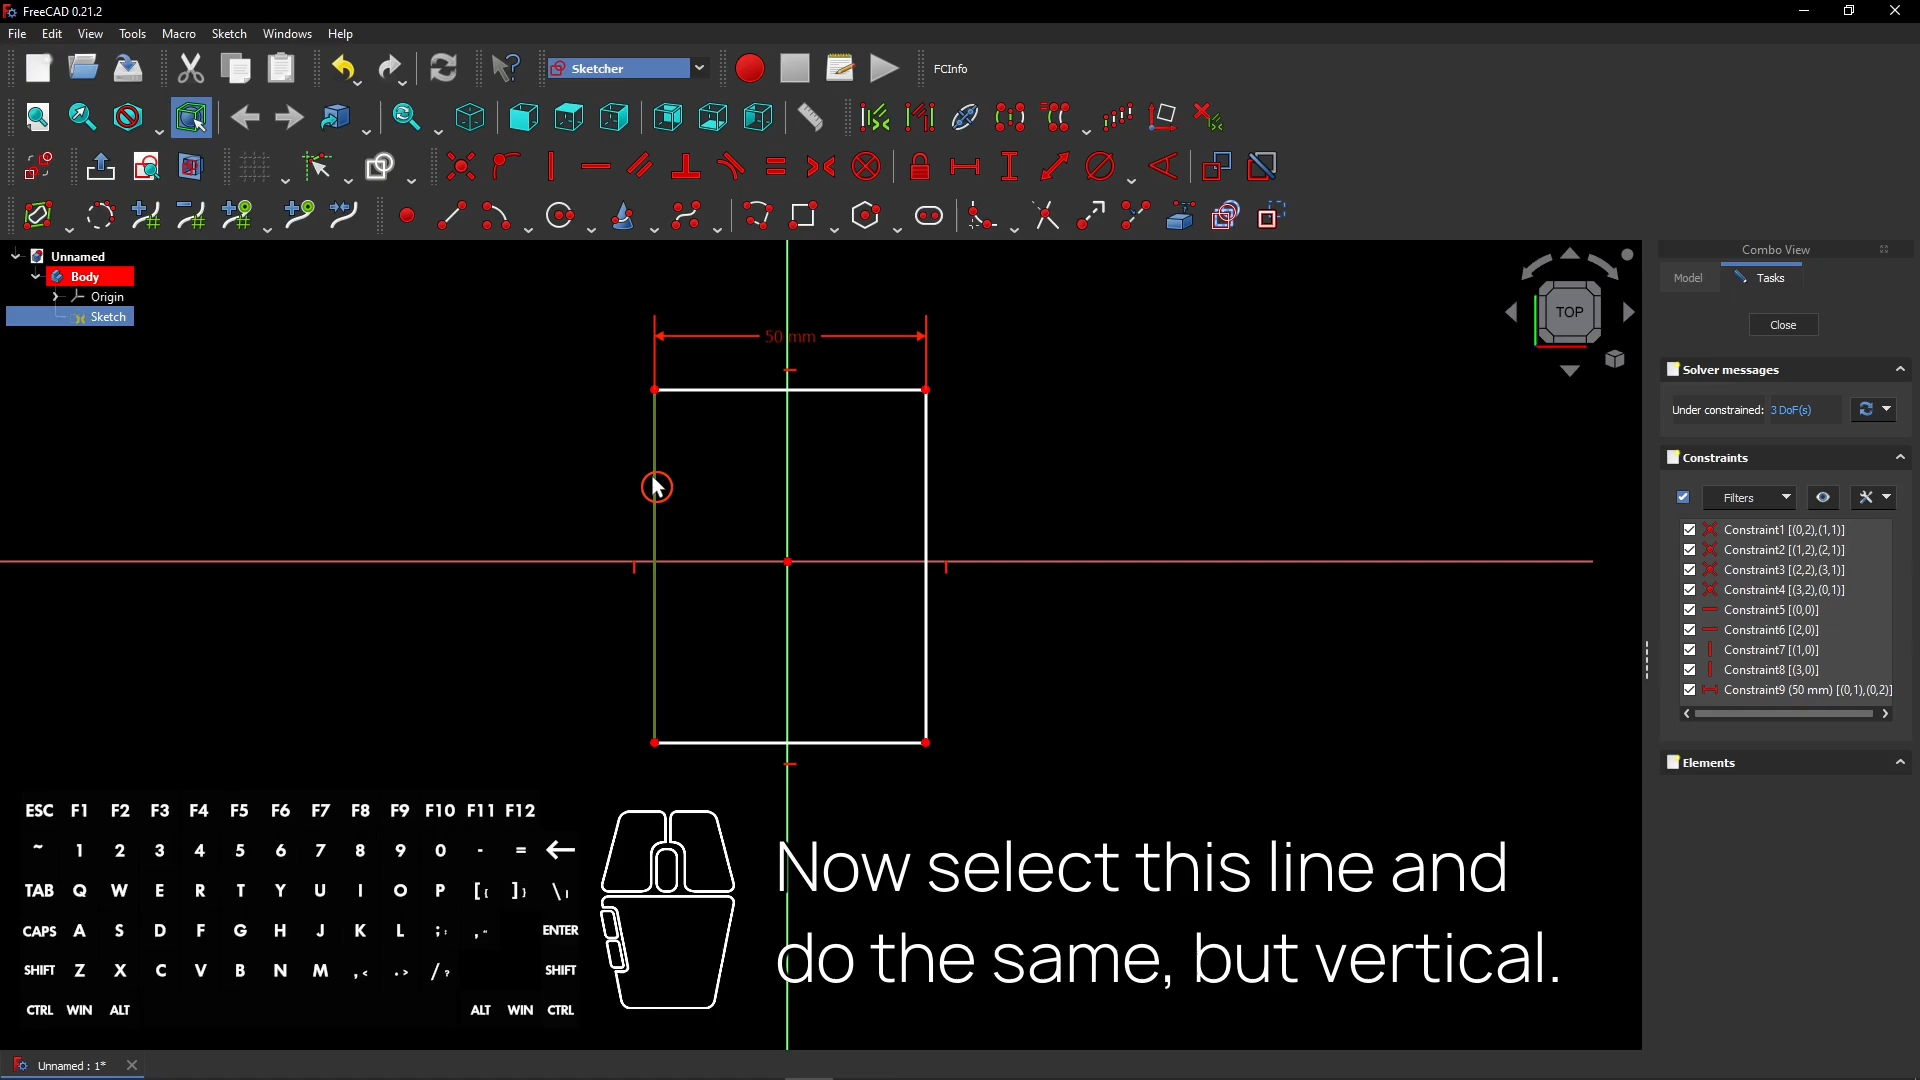 FreeCAD 0.21.2
File Edit View Tools Macro Sketch Windows Help
Sketcher
FCInfo
Unnamed
Body
Origin
Sketch
50 mm
TOP
Combo View
Model Tasks
Close
Solver messages
Under constrained: 3 DoF(s)
Constraints
Filters
Constraint1 [(0,2),(1,1)]
Constraint2 [(1,2),(2,1)]
Constraint3 [(2,2),(3,1)]
Constraint4 [(3,2),(0,1)]
Constraint5 [(0,0)]
Constraint6 [(2,0)]
Constraint7 [(1,0)]
Constraint8 [(3,0)]
Constraint9 (50 mm) [(0,1),(0,2)]
Elements
ESC F1 F2 F3 F4 F5 F6 F7 F8 F9 F10 F11 F12
~ 1 2 3 4 5 6 7 8 9 0 - = ←
TAB Q W E R T Y U I O P [{ ]} \|
CAPS A S D F G H J K L ;: ,“ ENTER
SHIFT Z X C V B N M ,< .> /? SHIFT
CTRL WIN ALT ALT WIN CTRL
Now select this line and
do the same, but vertical.
Unnamed : 1*